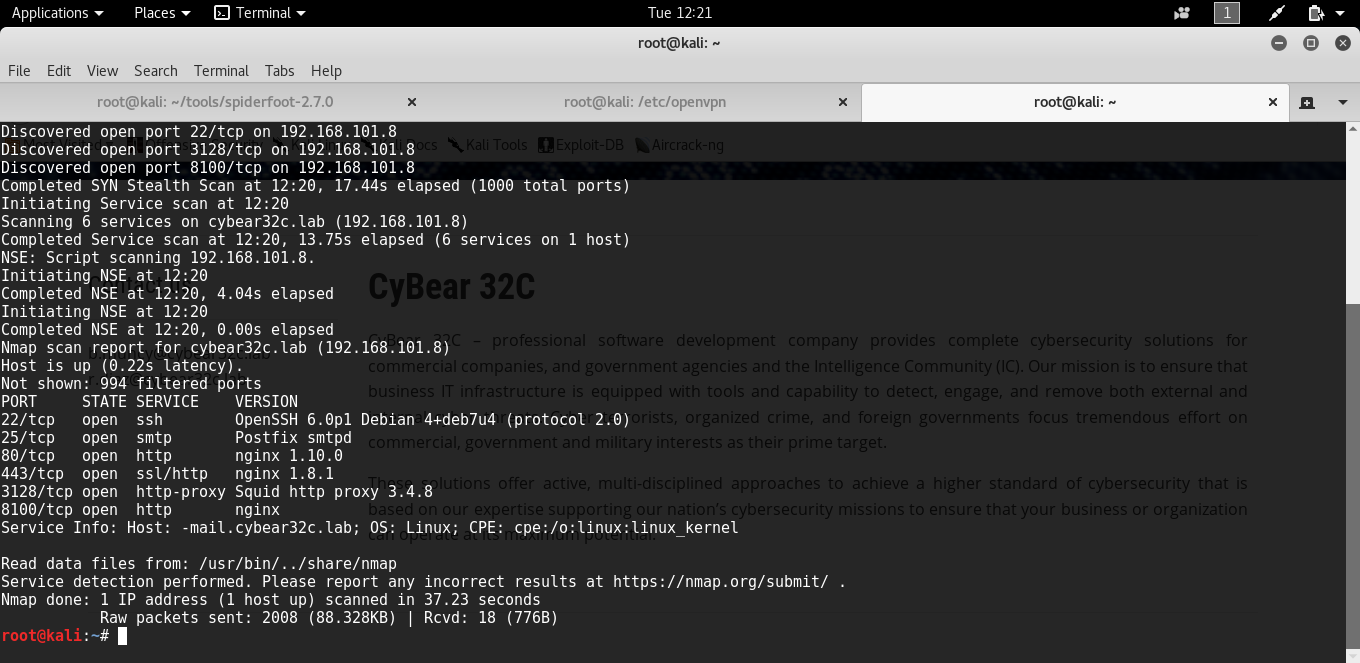 Applications Places Terminal Tue 12:21 1
root@kali: ~
File Edit View Search Terminal Tabs Help
root@kali: ~/tools/spiderfoot-2.7.0 root@kali: /etc/openvpn root@kali: ~
Discovered open port 22/tcp on 192.168.101.8
Most Visited Docs Kali Tools Exploit-DB Aircrack-ng
Discovered open port 3128/tcp on 192.168.101.8
Discovered open port 8100/tcp on 192.168.101.8
Completed SYN Stealth Scan at 12:20, 17.44s elapsed (1000 total ports)
Initiating Service scan at 12:20
Scanning 6 services on cybear32c.lab (192.168.101.8)
Completed Service scan at 12:20, 13.75s elapsed (6 services on 1 host)
NSE: Script scanning 192.168.101.8.
Initiating NSE at 12:20
Completed NSE at 12:20, 4.04s elapsed
Initiating NSE at 12:20
Completed NSE at 12:20, 0.00s elapsed
Nmap scan report for cybear32c.lab (192.168.101.8)
Host is up (0.22s latency).
Not shown: 994 filtered ports
PORT STATE SERVICE VERSION
22/tcp open ssh OpenSSH 6.0p1 Debian 4+deb7u4 (protocol 2.0)
25/tcp open smtp Postfix smtpd
80/tcp open http nginx 1.10.0
443/tcp open ssl/http nginx 1.8.1
3128/tcp open http-proxy Squid http proxy 3.4.8
8100/tcp open http nginx
Service Info: Host: -mail.cybear32c.lab; OS: Linux; CPE: cpe:/o:linux:linux_kernel
Read data files from: /usr/bin/../share/nmap
Service detection performed. Please report any incorrect results at https://nmap.org/submit/ .
Nmap done: 1 IP address (1 host up) scanned in 37.23 seconds
Raw packets sent: 2008 (88.328KB) | Rcvd: 18 (776B)
root@kali:~#
CyBear 32C
CyBear 32C – professional software development company provides complete cybersecurity solutions for
commercial companies, and government agencies and the Intelligence Community (IC). Our mission is to ensure that
business IT infrastructure is equipped with tools and capability to detect, engage, and remove both external and
terrorists, organized crime, and foreign governments focus tremendous effort on
commercial, government and military interests as their prime target.
These solutions offer active, multi-disciplined approaches to achieve a higher standard of cybersecurity that is
based on our expertise supporting our nation's cybersecurity missions to ensure that your business or organization
can operate at its maximum potential.